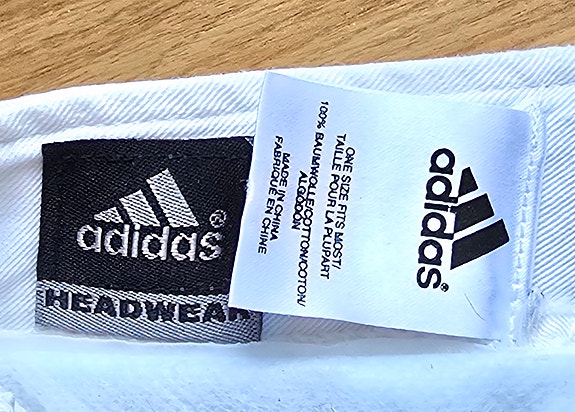 adidas®
HEADWEAR
adidas®
ONE SIZE FITS MOST/
TAILLE POUR LA PLUPART
100% BAUMWOLLE/COTTON/COTON/
ALGODÓN
MADE IN CHINA
FABRIQUÉ EN CHINE